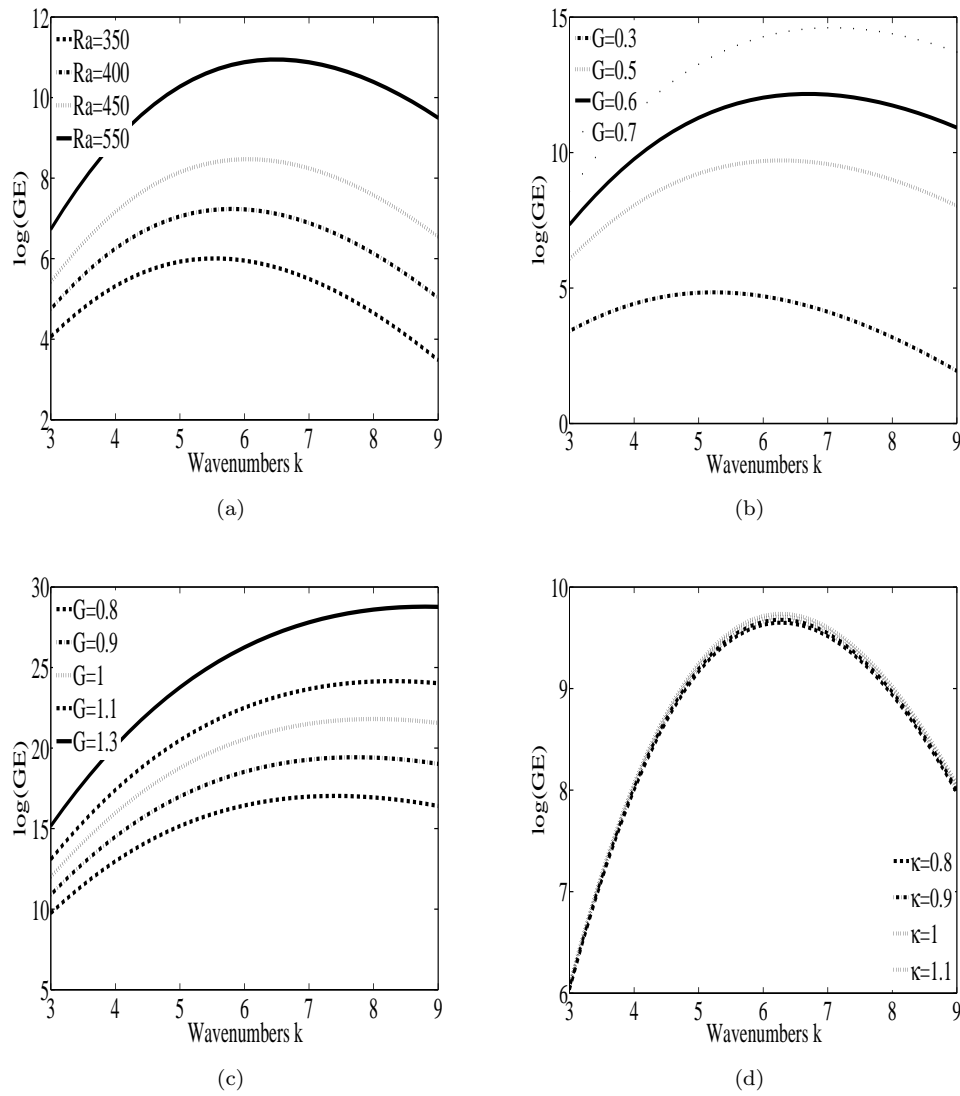 12
10
8
6
4
2
log(GE)
Ra=350
Ra=400
Ra=450
Ra=550
3 4 5 6 7 8 9
Wavenumbers k
(a)
15
10
5
0
log(GE)
G=0.3
G=0.5
G=0.6
G=0.7
3 4 5 6 7 8 9
Wavenumbers k
(b)
30
25
20
15
10
5
log(GE)
G=0.8
G=0.9
G=1
G=1.1
G=1.3
3 4 5 6 7 8 9
Wavenumbers k
(c)
10
9
8
7
6
log(GE)
κ=0.8
κ=0.9
κ=1
κ=1.1
3 4 5 6 7 8 9
Wavenumbers k
(d)